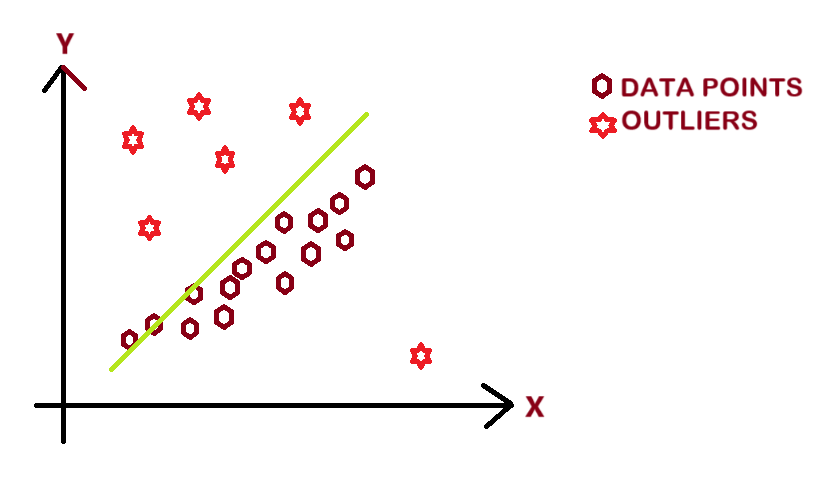 Y
DATA POINTS
OUTLIERS
X